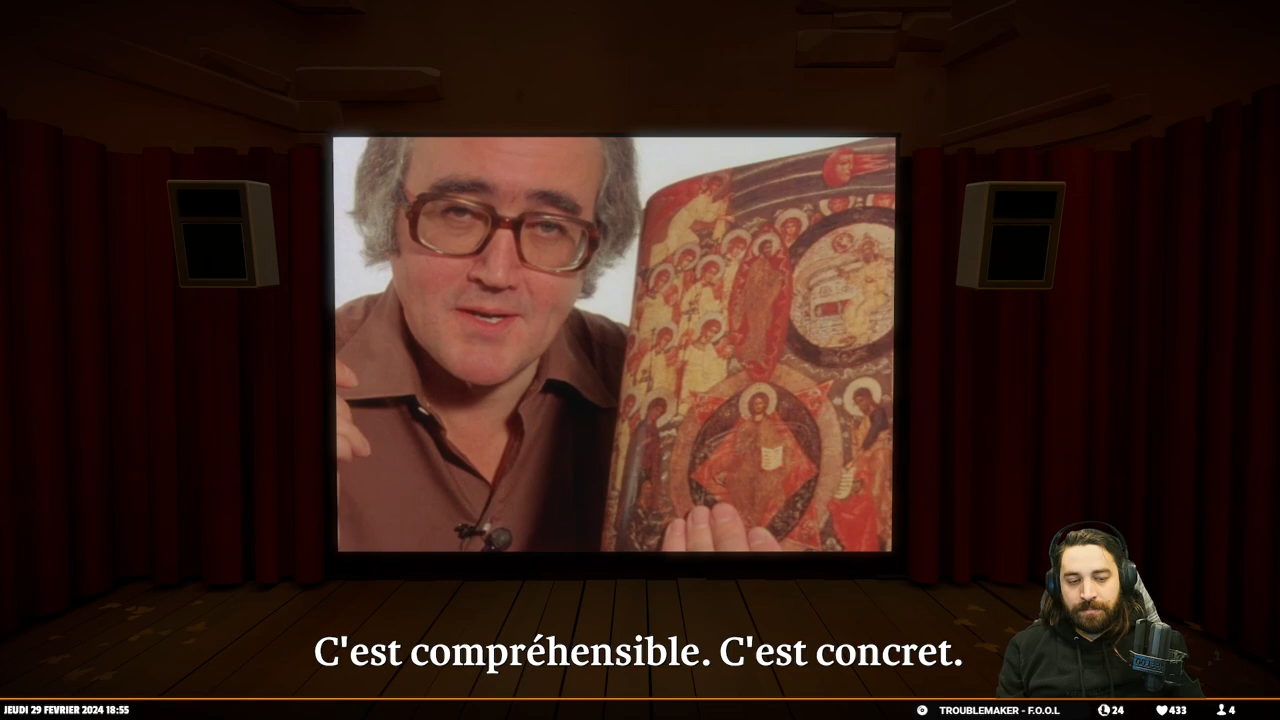 C'est compréhensible. C'est concret.
JEUDI 29 FEVRIER 2024 18:55
TROUBLEMAKER - F.O.O.L
24
433
4